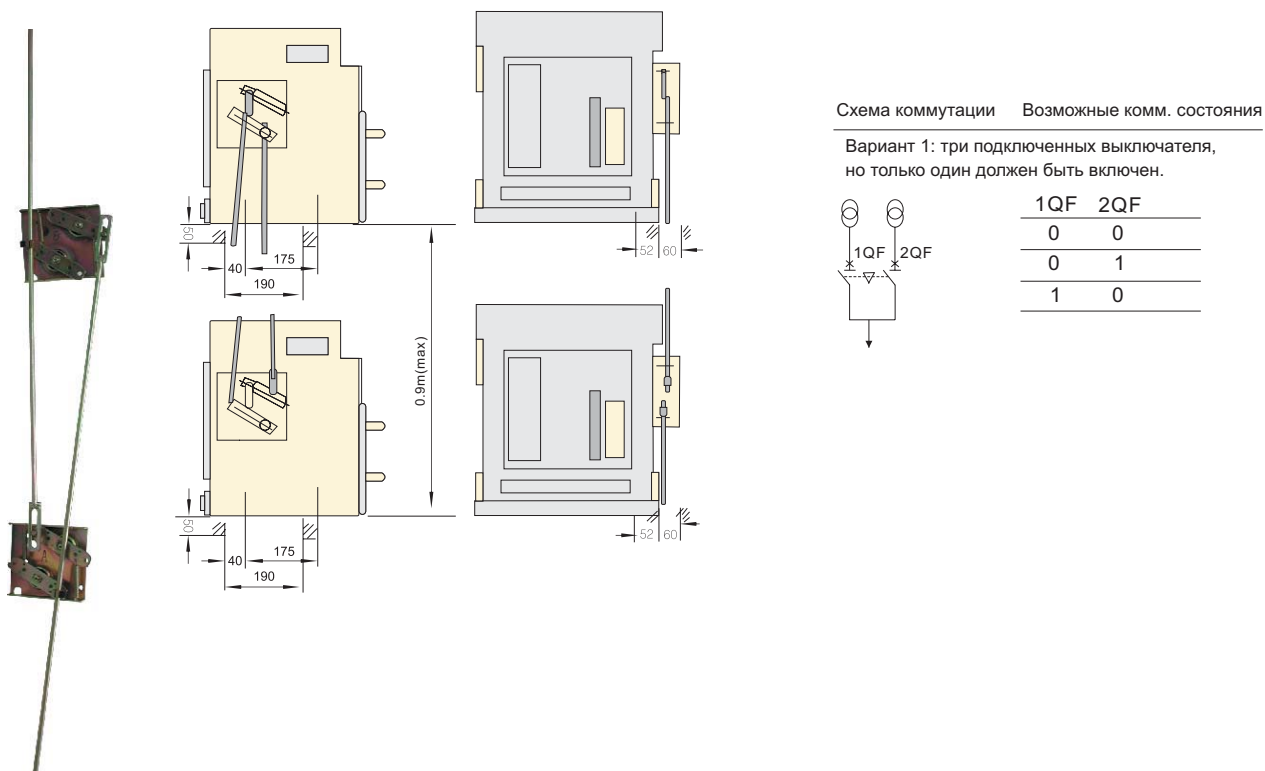 50
40
175
190
52
60
0.9m(max)
50
40
175
190
52
60
Схема коммутации Возможные комм. состояния
Вариант 1: три подключенных выключателя,
но только один должен быть включен.
1QF 2QF
1QF 2QF
0 0
0 1
1 0